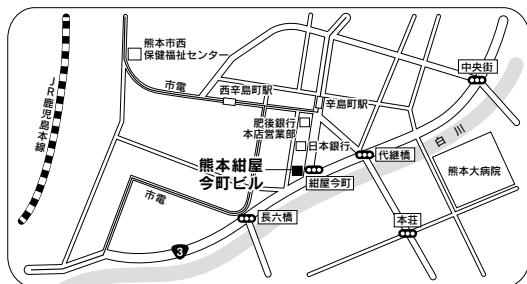 熊本市西
保健福祉センター
中央街
市電
西辛島町駅
辛島町駅
JR鹿児島本線
肥後銀行
本店営業部
日本銀行
代継橋
白川
熊本紺屋
今町ビル
紺屋今町
熊本大病院
市電
長六橋
本荘
3